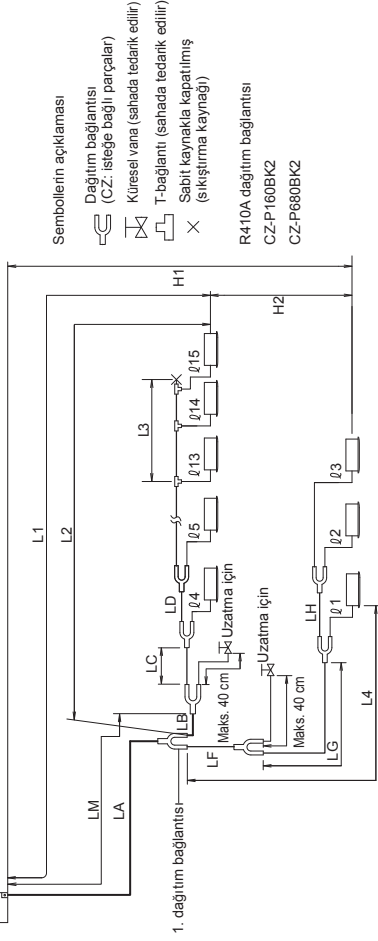 Sembollerin açıklaması
Dağıtım bağlantısı
(CZ: isteğe bağlı parçalar)
Küresel vana (sahada tedarik edilir)
T-bağlantı (sahada tedarik edilir)
Sabit kaynakla kapatılmış
(sıkıştırma kaynağı)
R410A dağıtım bağlantısı
CZ-P160BK2
CZ-P680BK2
H1
H2
L1
L2
L3
ℓ15
ℓ14
ℓ13
ℓ5
ℓ4
LD
LC
LB
Uzatma için
Maks. 40 cm
LM
LA
1. dağıtım bağlantısı
LF
Uzatma için
Maks. 40 cm
LG
LH
L4
ℓ3
ℓ2
ℓ1